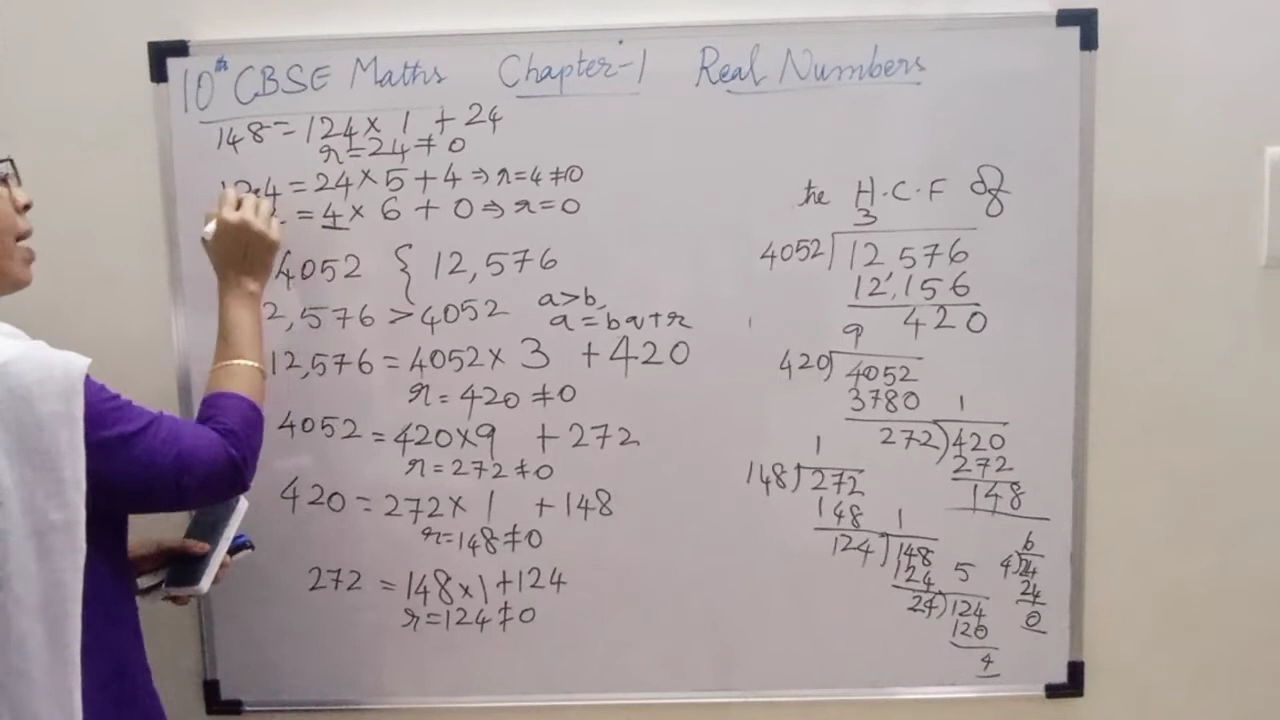 10th CBSE Maths Chapter-1 Real Numbers
148 = 124 × 1 + 24
r = 24 ≠ 0
124 = 24 × 5 + 4 ⇒ r = 4 ≠ 0
= 4 × 6 + 0 ⇒ r = 0
4052 { 12,576
2,576 > 4052 a > b,
a = bq + r
12,576 = 4052 × 3 + 420
r = 420 ≠ 0
4052 = 420 × 9 + 272
r = 272 ≠ 0
420 = 272 × 1 + 148
r = 148 ≠ 0
272 = 148 × 1 + 124
r = 124 ≠ 0
the H.C.F of
3
4052) 12 576
12,156
420
9
420) 4052
3780 1
272) 420
272
148
1
148) 272
148 1
124) 148
124 5
24) 124
120
4
6
4) 24
24
0